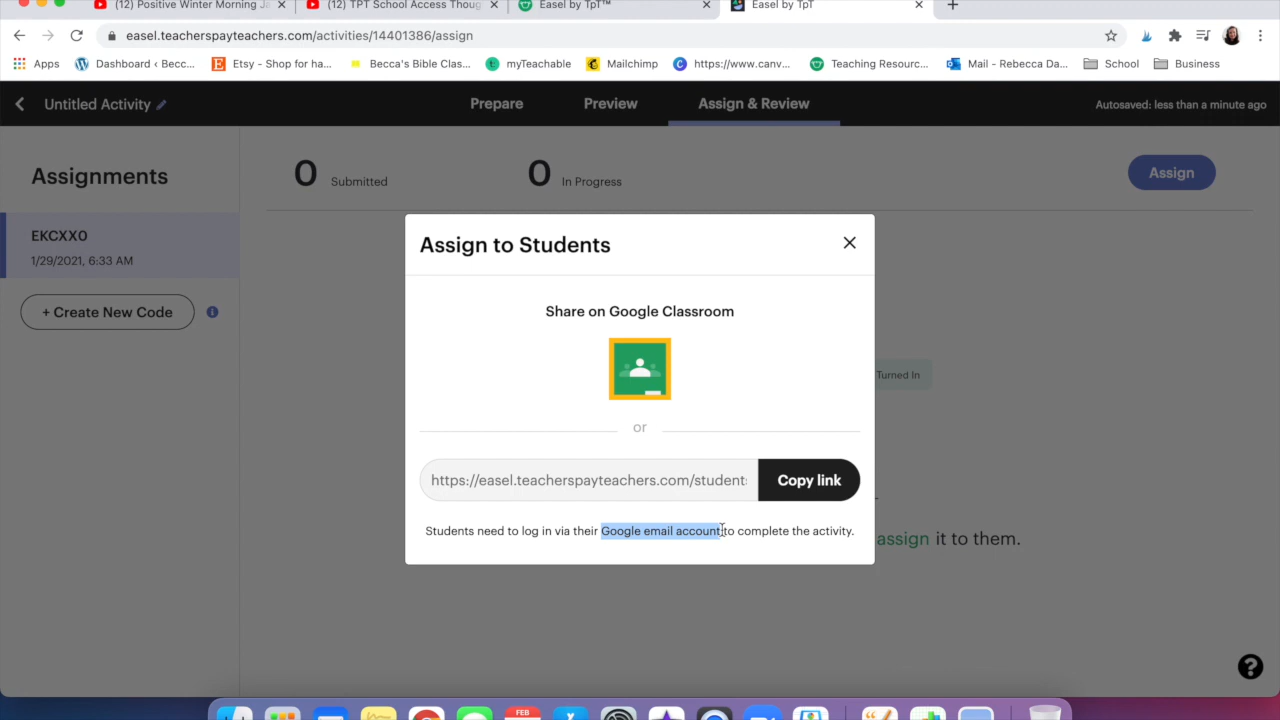 (12) Positive Winter Morning Ja
(12) TPT School Access Thoug
Easel by TpT™
Easel by TpT
easel.teacherspayteachers.com/activities/14401386/assign
Apps
Dashboard ‹ Becc...
Etsy - Shop for ha...
Becca's Bible Clas...
myTeachable
Mailchimp
https://www.canv...
Teaching Resourc...
Mail - Rebecca Da...
School
Business
Untitled Activity
Prepare
Preview
Assign & Review
Autosaved: less than a minute ago
Assignments
0 Submitted
0 In Progress
Assign
EKCXX0
1/29/2021, 6:33 AM
+ Create New Code
Assign to Students
Share on Google Classroom
Turned In
or
https://easel.teacherspayteachers.com/student
Copy link
Students need to log in via their Google email account to complete the activity.
assign it to them.
FEB